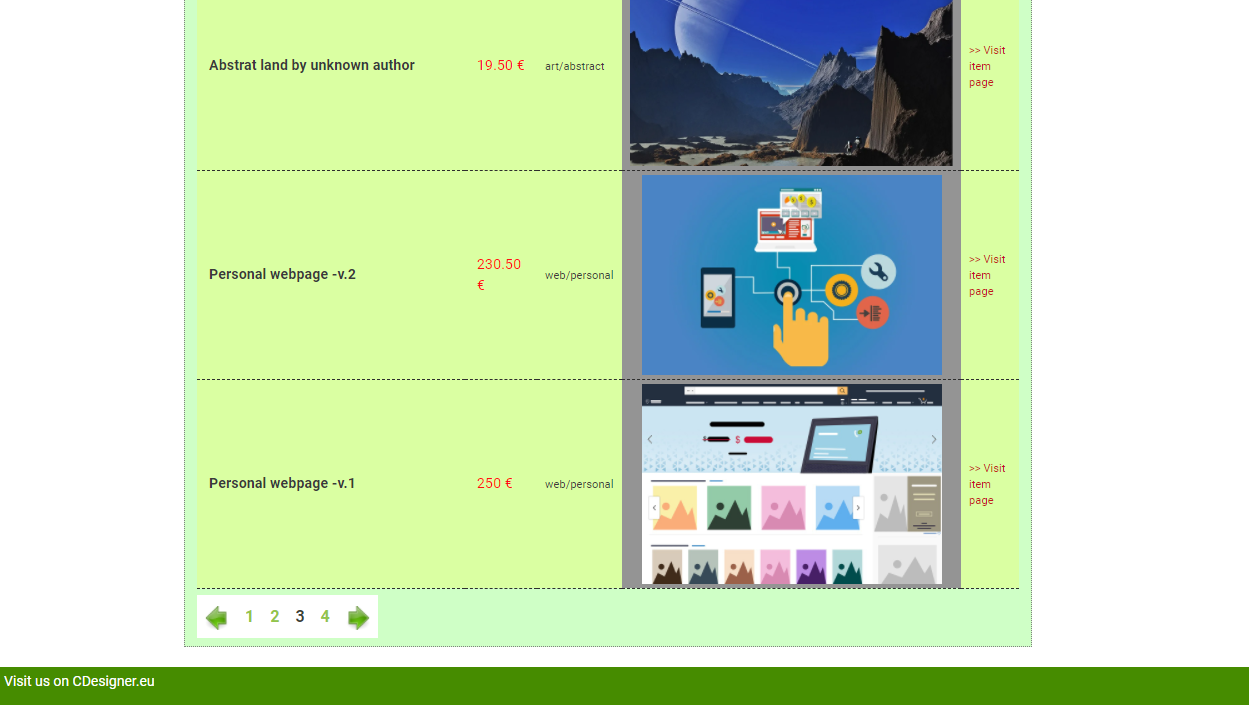 Abstrat land by unknown author
19.50 €
art/abstract
>> Visit
item
page
Personal webpage -v.2
230.50
€
web/personal
>> Visit
item
page
Personal webpage -v.1
250 €
web/personal
$
$
>> Visit
item
page
1 2 3 4
Visit us on CDesigner.eu